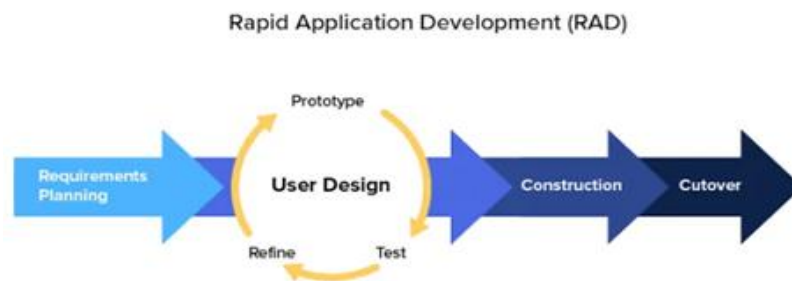 Rapid Application Development (RAD)
Prototype
Requirements
Planning
User Design
Construction
Cutover
Refine
Test